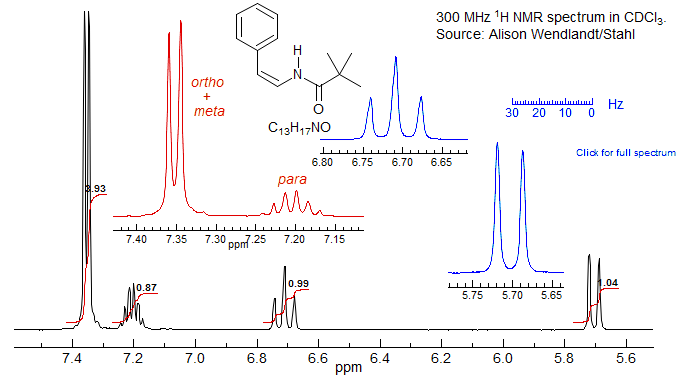 300 MHz ¹H NMR spectrum in CDCl₃.
Source: Alison Wendlandt/Stahl
H
N
O
C₁₃H₁₇NO
ortho
+
meta
para
30 20 10 0 Hz
Click for full spectrum
6.80 6.75 6.70 6.65
7.40 7.35 7.30 7.25 7.20 7.15
ppm
5.75 5.70 5.65
3.93
0.87
0.99
1.04
7.4 7.2 7.0 6.8 6.6 6.4 6.2 6.0 5.8 5.6
ppm